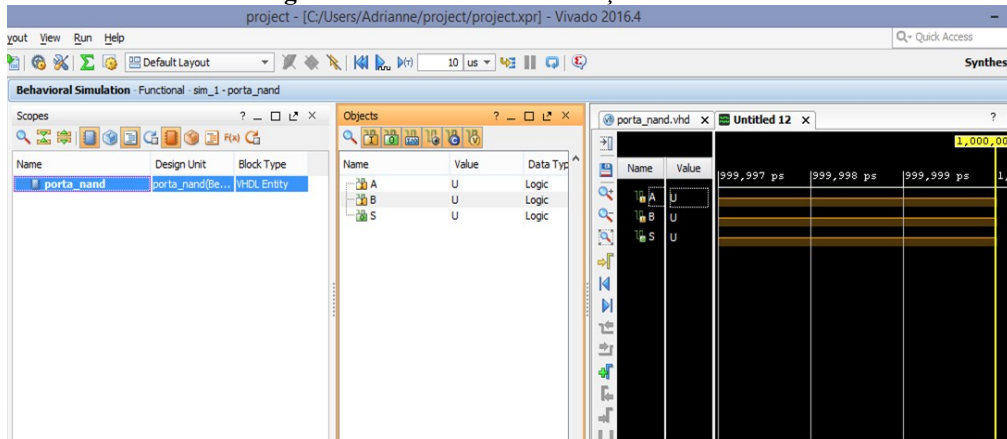 project - [C:/Users/Adrianne/project/project.xpr] - Vivado 2016.4
yout View Run Help
Quick Access
Default Layout
10 us
Synthes
Behavioral Simulation - Functional - sim_1 - porta_nand
Scopes
Name Design Unit Block Type
porta_nand porta_nand(Be... VHDL Entity
Objects
Name Value Data Typ
A U Logic
B U Logic
S U Logic
porta_nand.vhd Untitled 12
1,000,00
Name Value
999,997 ps 999,998 ps 999,999 ps 1,
A U
B U
S U